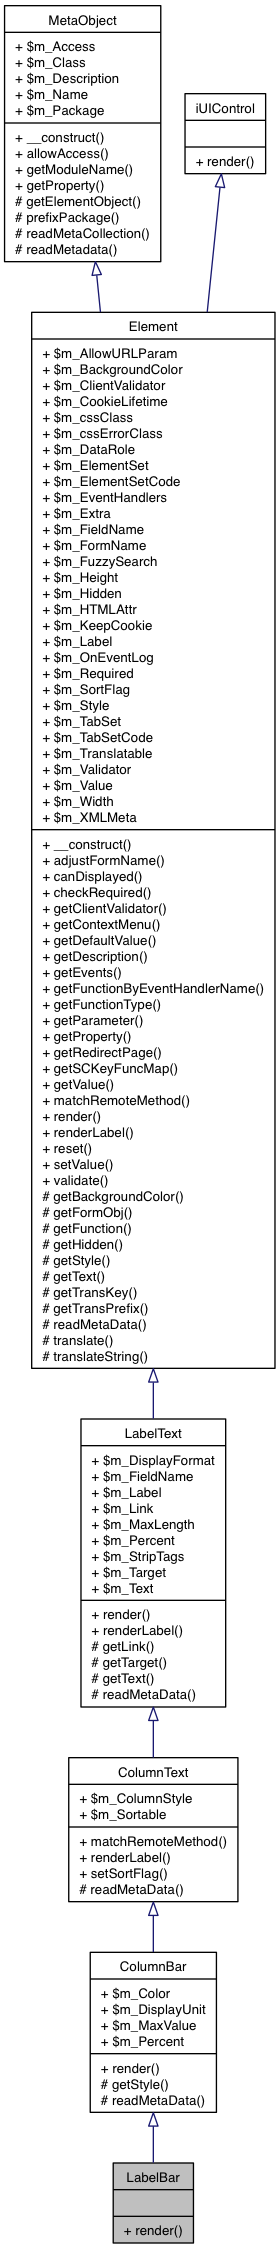 MetaObject
+ $m_Access
+ $m_Class
+ $m_Description
+ $m_Name
+ $m_Package
+ __construct()
+ allowAccess()
+ getModuleName()
+ getProperty()
# getElementObject()
# prefixPackage()
# readMetaCollection()
# readMetadata()
iUIControl
+ render()
Element
+ $m_AllowURLParam
+ $m_BackgroundColor
+ $m_ClientValidator
+ $m_CookieLifetime
+ $m_cssClass
+ $m_cssErrorClass
+ $m_DataRole
+ $m_ElementSet
+ $m_ElementSetCode
+ $m_EventHandlers
+ $m_Extra
+ $m_FieldName
+ $m_FormName
+ $m_FuzzySearch
+ $m_Height
+ $m_Hidden
+ $m_HTMLAttr
+ $m_KeepCookie
+ $m_Label
+ $m_OnEventLog
+ $m_Required
+ $m_SortFlag
+ $m_Style
+ $m_TabSet
+ $m_TabSetCode
+ $m_Translatable
+ $m_Validator
+ $m_Value
+ $m_Width
+ $m_XMLMeta
+ __construct()
+ adjustFormName()
+ canDisplayed()
+ checkRequired()
+ getClientValidator()
+ getContextMenu()
+ getDefaultValue()
+ getDescription()
+ getEvents()
+ getFunctionByEventHandlerName()
+ getFunctionType()
+ getParameter()
+ getProperty()
+ getRedirectPage()
+ getSCKeyFuncMap()
+ getValue()
+ matchRemoteMethod()
+ render()
+ renderLabel()
+ reset()
+ setValue()
+ validate()
# getBackgroundColor()
# getFormObj()
# getFunction()
# getHidden()
# getStyle()
# getText()
# getTransKey()
# getTransPrefix()
# readMetaData()
# translate()
# translateString()
LabelText
+ $m_DisplayFormat
+ $m_FieldName
+ $m_Label
+ $m_Link
+ $m_MaxLength
+ $m_Percent
+ $m_StripTags
+ $m_Target
+ $m_Text
+ render()
+ renderLabel()
# getLink()
# getTarget()
# getText()
# readMetaData()
ColumnText
+ $m_ColumnStyle
+ $m_Sortable
+ matchRemoteMethod()
+ renderLabel()
+ setSortFlag()
# readMetaData()
ColumnBar
+ $m_Color
+ $m_DisplayUnit
+ $m_MaxValue
+ $m_Percent
+ render()
# getStyle()
# readMetaData()
LabelBar
+ render()